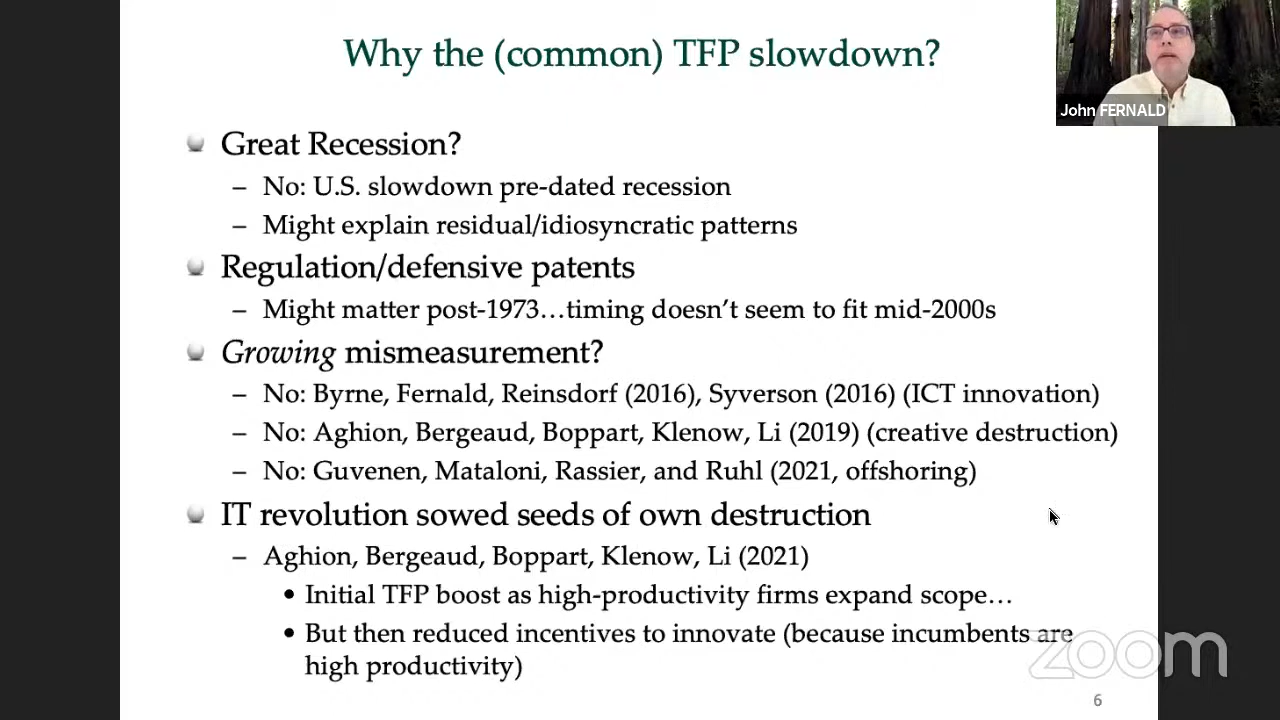 Why the (common) TFP slowdown?
John FERNALD
Great Recession?
– No: U.S. slowdown pre-dated recession
– Might explain residual/idiosyncratic patterns
Regulation/defensive patents
– Might matter post-1973…timing doesn't seem to fit mid-2000s
Growing mismeasurement?
– No: Byrne, Fernald, Reinsdorf (2016), Syverson (2016) (ICT innovation)
– No: Aghion, Bergeaud, Boppart, Klenow, Li (2019) (creative destruction)
– No: Guvenen, Mataloni, Rassier, and Ruhl (2021, offshoring)
IT revolution sowed seeds of own destruction
– Aghion, Bergeaud, Boppart, Klenow, Li (2021)
• Initial TFP boost as high-productivity firms expand scope…
• But then reduced incentives to innovate (because incumbents are
high productivity)
zoom
6